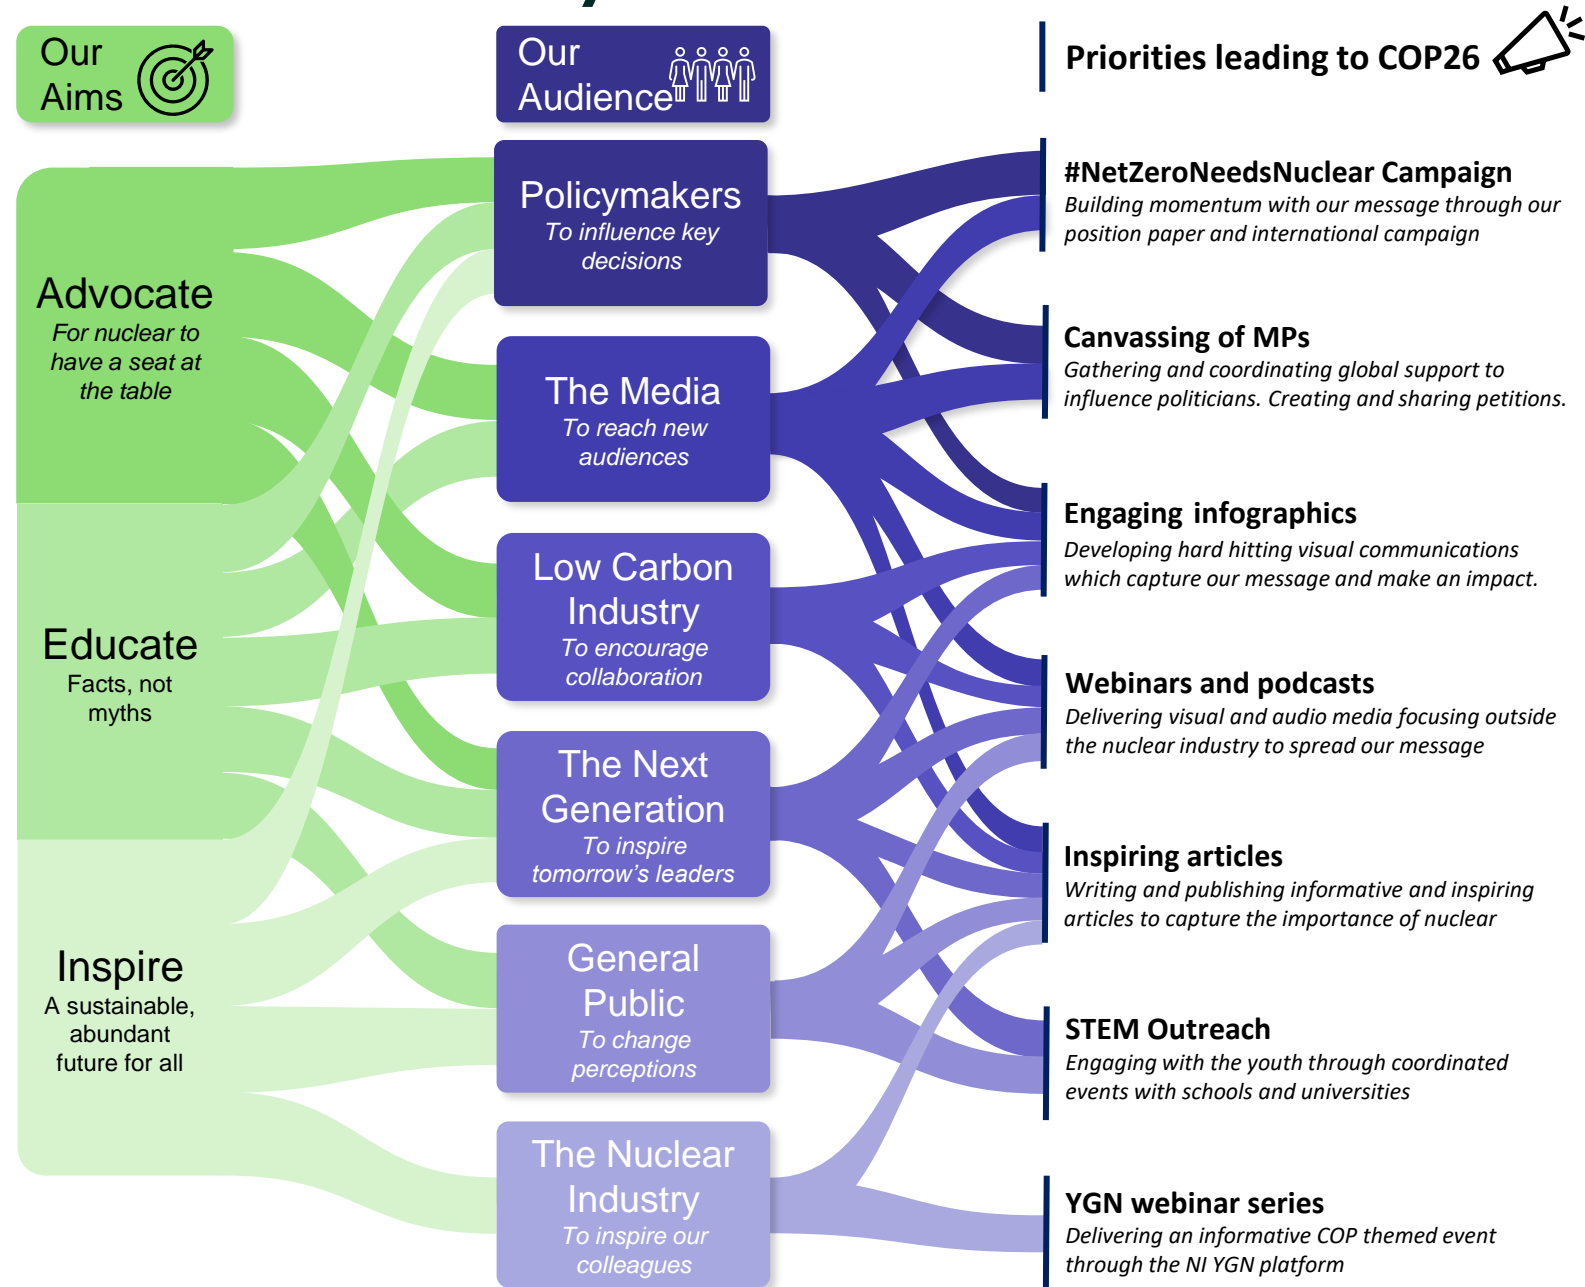 Our
Aims
Our
Audience
Priorities leading to COP26
Advocate
For nuclear to
have a seat at
the table
Educate
Facts, not
myths
Inspire
A sustainable,
abundant
future for all
Policymakers
To influence key
decisions
The Media
To reach new
audiences
Low Carbon
Industry
To encourage
collaboration
The Next
Generation
To inspire
tomorrow's leaders
General
Public
To change
perceptions
The Nuclear
Industry
To inspire our
colleagues
#NetZeroNeedsNuclear Campaign
Building momentum with our message through our
position paper and international campaign
Canvassing of MPs
Gathering and coordinating global support to
influence politicians. Creating and sharing petitions.
Engaging infographics
Developing hard hitting visual communications
which capture our message and make an impact.
Webinars and podcasts
Delivering visual and audio media focusing outside
the nuclear industry to spread our message
Inspiring articles
Writing and publishing informative and inspiring
articles to capture the importance of nuclear
STEM Outreach
Engaging with the youth through coordinated
events with schools and universities
YGN webinar series
Delivering an informative COP themed event
through the NI YGN platform